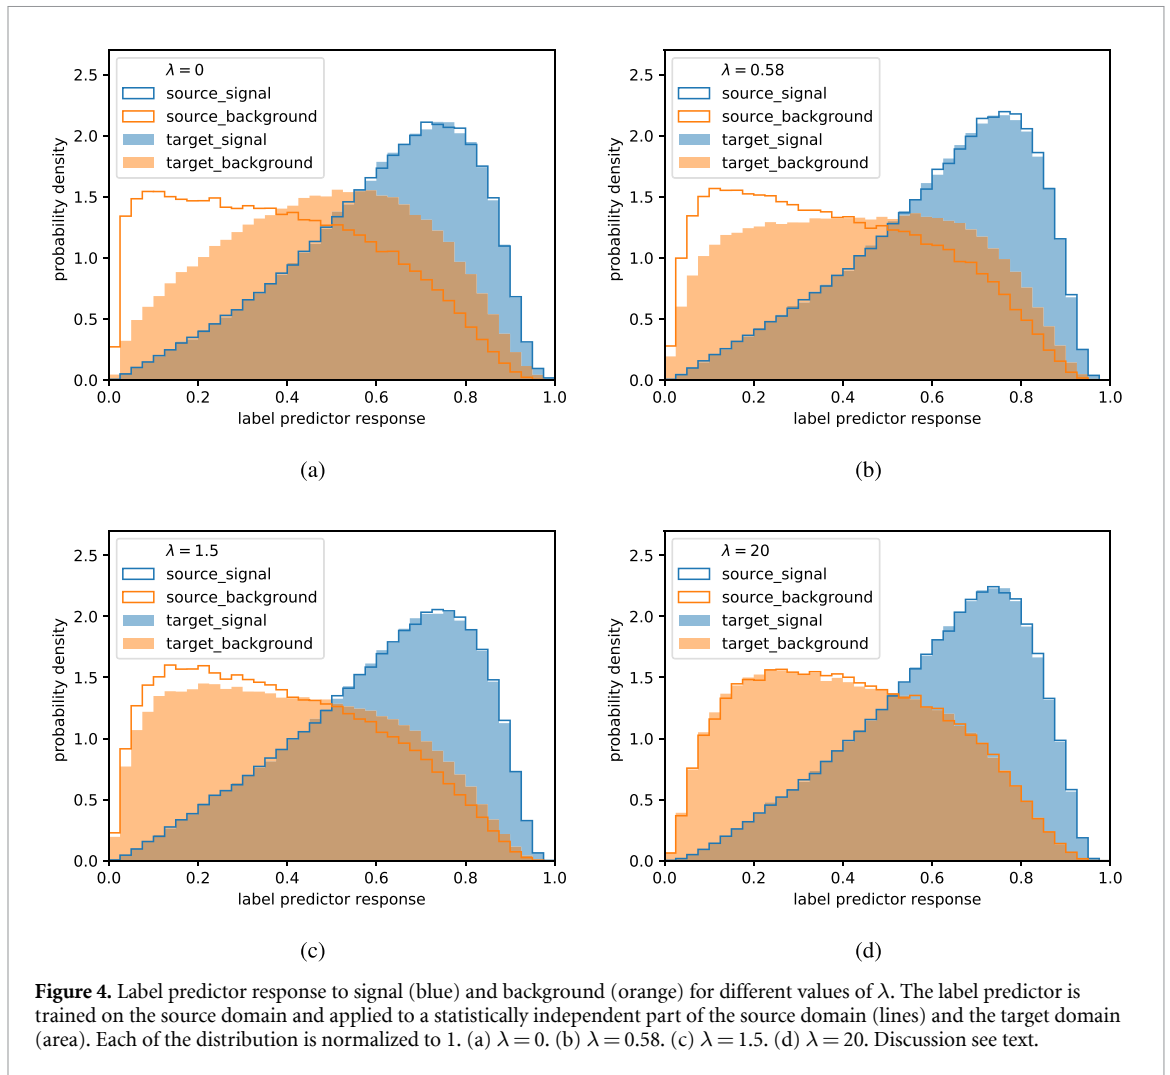 2.5
2.0
1.5
1.0
0.5
0.0
probability density
λ = 0
source_signal
source_background
target_signal
target_background
0.0 0.2 0.4 0.6 0.8 1.0
label predictor response
(a)
2.5
2.0
1.5
1.0
0.5
0.0
probability density
λ = 0.58
source_signal
source_background
target_signal
target_background
0.0 0.2 0.4 0.6 0.8 1.0
label predictor response
(b)
2.5
2.0
1.5
1.0
0.5
0.0
probability density
λ = 1.5
source_signal
source_background
target_signal
target_background
0.0 0.2 0.4 0.6 0.8 1.0
label predictor response
(c)
2.5
2.0
1.5
1.0
0.5
0.0
probability density
λ = 20
source_signal
source_background
target_signal
target_background
0.0 0.2 0.4 0.6 0.8 1.0
label predictor response
(d)
Figure 4. Label predictor response to signal (blue) and background (orange) for different values of λ. The label predictor is
trained on the source domain and applied to a statistically independent part of the source domain (lines) and the target domain
(area). Each of the distribution is normalized to 1. (a) λ = 0. (b) λ = 0.58. (c) λ = 1.5. (d) λ = 20. Discussion see text.